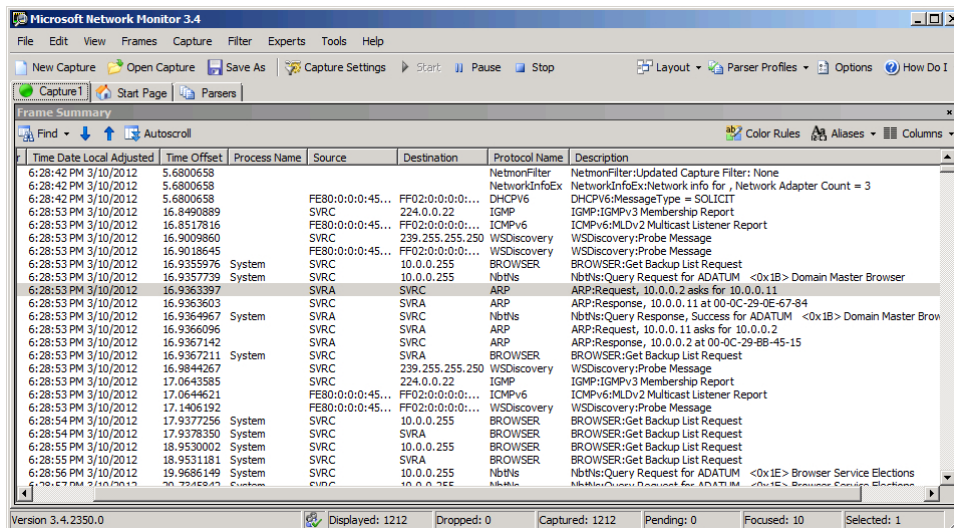 Microsoft Network Monitor 3.4
File Edit View Frames Capture Filter Experts Tools Help
New Capture Open Capture Save As Capture Settings Start Pause Stop Layout Parser Profiles Options How Do I
Capture1 Start Page Parsers
Frame Summary
Find Autoscroll Color Rules Aliases Columns
r Time Date Local Adjusted Time Offset Process Name Source Destination Protocol Name Description
6:28:42 PM 3/10/2012 5.6800658 NetmonFilter NetmonFilter:Updated Capture Filter: None
6:28:42 PM 3/10/2012 5.6800658 NetworkInfoEx NetworkInfoEx:Network info for , Network Adapter Count = 3
6:28:42 PM 3/10/2012 5.6800658 FE80:0:0:0:45... FF02:0:0:0:0:... DHCPV6 DHCPV6:MessageType = SOLICIT
6:28:53 PM 3/10/2012 16.8490889 SVRC 224.0.0.22 IGMP IGMP:IGMPv3 Membership Report
6:28:53 PM 3/10/2012 16.8517816 FE80:0:0:0:45... FF02:0:0:0:0:... ICMPv6 ICMPv6:MLDv2 Multicast Listener Report
6:28:53 PM 3/10/2012 16.9009860 SVRC 239.255.255.250 WSDiscovery WSDiscovery:Probe Message
6:28:53 PM 3/10/2012 16.9018645 FE80:0:0:0:45... FF02:0:0:0:0:... WSDiscovery WSDiscovery:Probe Message
6:28:53 PM 3/10/2012 16.9355976 System SVRC 10.0.0.255 BROWSER BROWSER:Get Backup List Request
6:28:53 PM 3/10/2012 16.9357739 System SVRC 10.0.0.255 NbtNs NbtNs:Query Request for ADATUM <0x1B> Domain Master Browser
6:28:53 PM 3/10/2012 16.9363397 SVRA SVRC ARP ARP:Request, 10.0.0.2 asks for 10.0.0.11
6:28:53 PM 3/10/2012 16.9363603 SVRC SVRA ARP ARP:Response, 10.0.0.11 at 00-0C-29-0E-67-84
6:28:53 PM 3/10/2012 16.9364967 System SVRA SVRC NbtNs NbtNs:Query Response, Success for ADATUM <0x1B> Domain Master Brow
6:28:53 PM 3/10/2012 16.9366096 SVRC SVRA ARP ARP:Request, 10.0.0.11 asks for 10.0.0.2
6:28:53 PM 3/10/2012 16.9367142 SVRA SVRC ARP ARP:Response, 10.0.0.2 at 00-0C-29-BB-45-15
6:28:53 PM 3/10/2012 16.9367211 System SVRC SVRA BROWSER BROWSER:Get Backup List Request
6:28:53 PM 3/10/2012 16.9844267 SVRC 239.255.255.250 WSDiscovery WSDiscovery:Probe Message
6:28:53 PM 3/10/2012 17.0643585 SVRC 224.0.0.22 IGMP IGMP:IGMPv3 Membership Report
6:28:53 PM 3/10/2012 17.0644621 FE80:0:0:0:45... FF02:0:0:0:0:... ICMPv6 ICMPv6:MLDv2 Multicast Listener Report
6:28:53 PM 3/10/2012 17.1406192 FE80:0:0:0:45... FF02:0:0:0:0:... WSDiscovery WSDiscovery:Probe Message
6:28:54 PM 3/10/2012 17.9377256 System SVRC 10.0.0.255 BROWSER BROWSER:Get Backup List Request
6:28:54 PM 3/10/2012 17.9378350 System SVRC SVRA BROWSER BROWSER:Get Backup List Request
6:28:55 PM 3/10/2012 18.9530002 System SVRC 10.0.0.255 BROWSER BROWSER:Get Backup List Request
6:28:55 PM 3/10/2012 18.9531181 System SVRC SVRA BROWSER BROWSER:Get Backup List Request
6:28:56 PM 3/10/2012 19.9686149 System SVRC 10.0.0.255 NbtNs NbtNs:Query Request for ADATUM <0x1E> Browser Service Elections
6:28:57 PM 3/10/2012 20.7345842 System SVRC 10.0.0.255 NbtNs NbtNs:Query Request for ADATUM <0x1E> Browser Service Elections
Version 3.4.2350.0 Displayed: 1212 Dropped: 0 Captured: 1212 Pending: 0 Focused: 10 Selected: 1